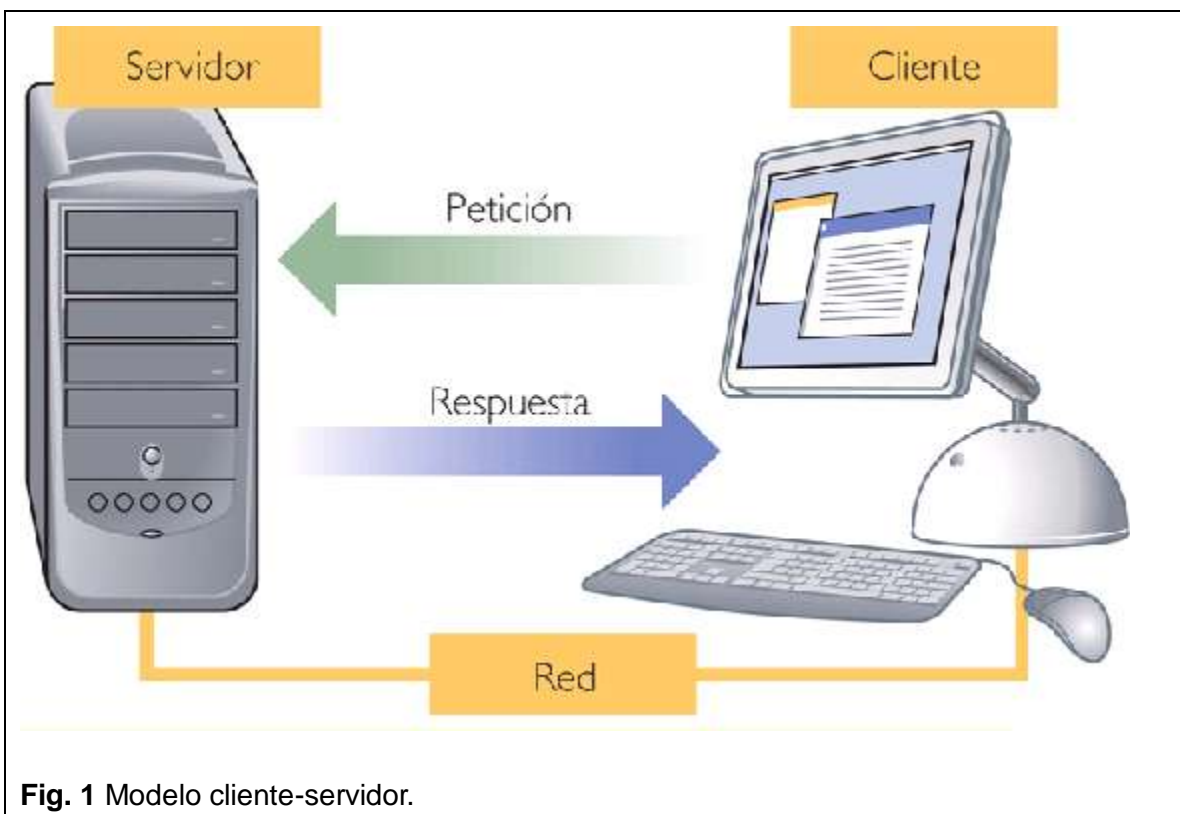 Servidor
Cliente
Petición
Respuesta
Red
Fig. 1 Modelo cliente-servidor.